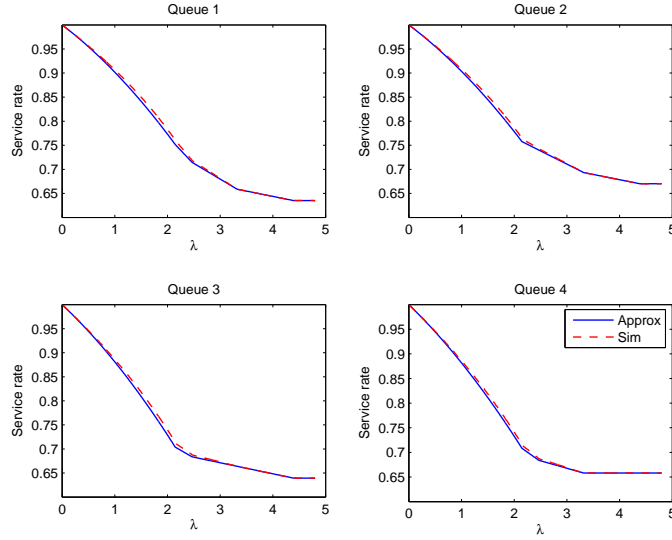 Queue 1
0.95
0.9
0.85
0.8
0.75
0.7
0.65
Service rate
0 1 2 3 4 5
λ
Queue 2
0.95
0.9
0.85
0.8
0.75
0.7
0.65
Service rate
0 1 2 3 4 5
λ
Queue 3
0.95
0.9
0.85
0.8
0.75
0.7
0.65
Service rate
0 1 2 3 4 5
λ
Queue 4
Approx
Sim
0.95
0.9
0.85
0.8
0.75
0.7
0.65
Service rate
0 1 2 3 4 5
λ